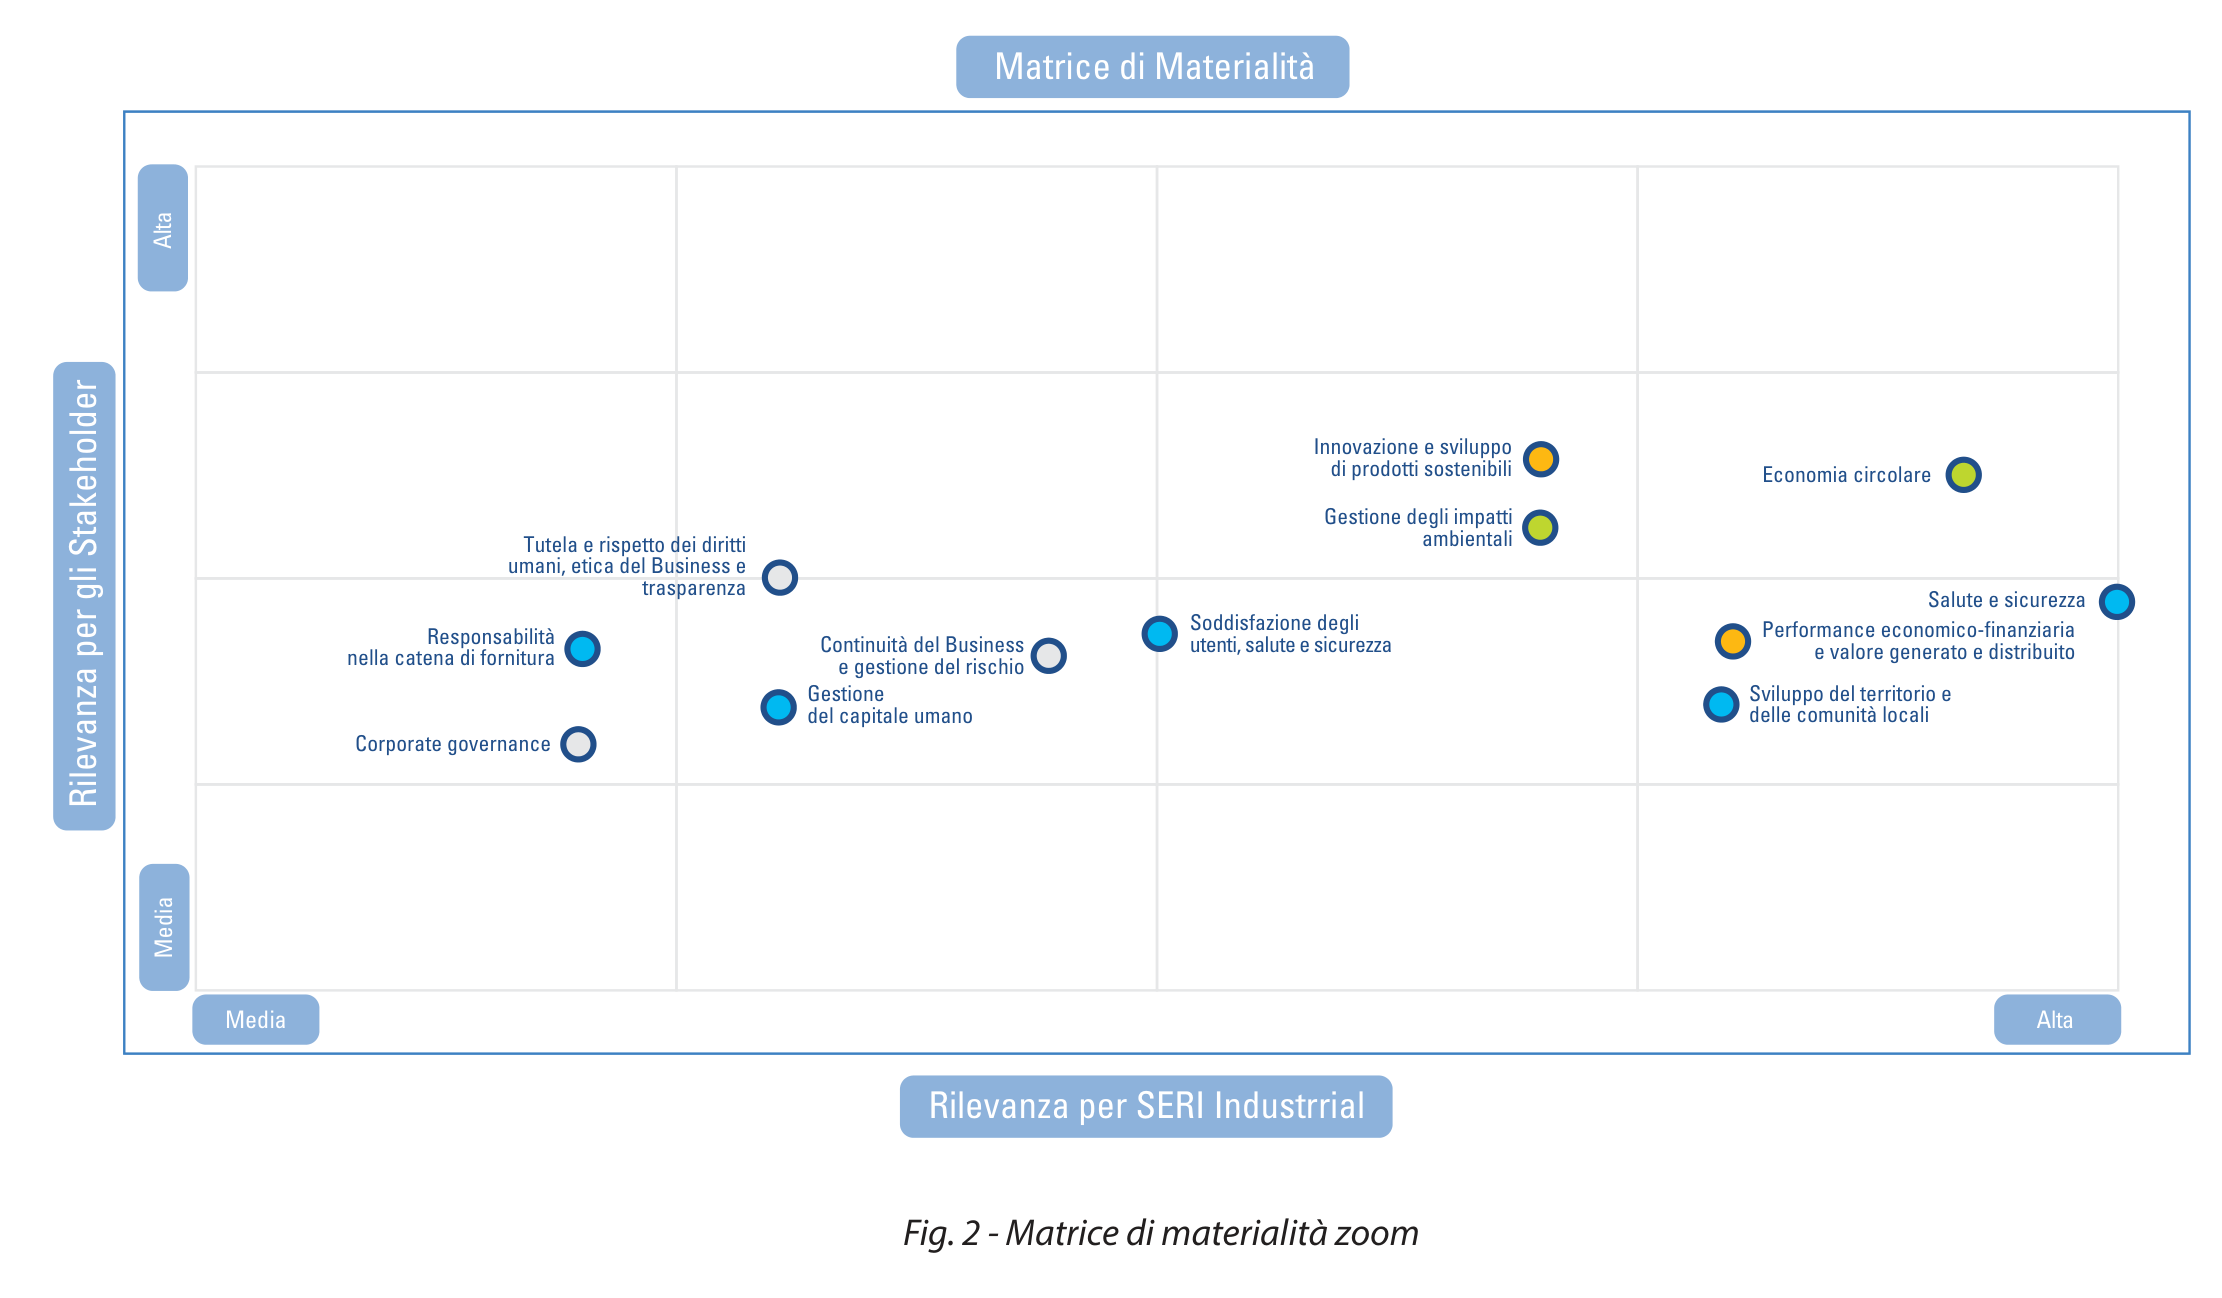 Matrice di Materialità
Alta
Rilevanza per gli Stakeholder
Innovazione e sviluppo
di prodotti sostenibili
Economia circolare
Gestione degli impatti
ambientali
Tutela e rispetto dei diritti
umani, etica del Business e
trasparenza
Salute e sicurezza
Responsabilità
nella catena di fornitura
Continuità del Business
e gestione del rischio
Soddisfazione degli
utenti, salute e sicurezza
Performance economico-finanziaria
e valore generato e distribuito
Gestione
del capitale umano
Sviluppo del territorio e
delle comunità locali
Corporate governance
Media
Media
Alta
Rilevanza per SERI Industrrial
Fig. 2 - Matrice di materialità zoom